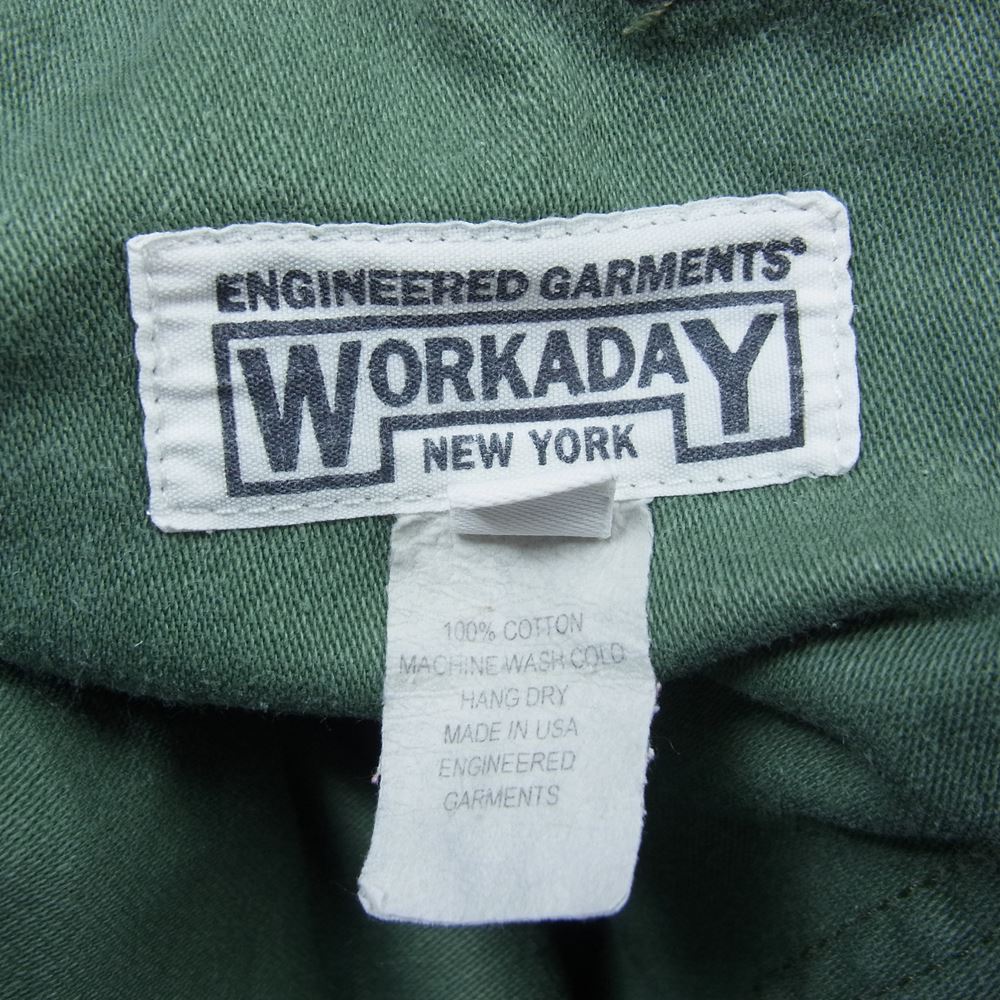 ENGINEERED GARMENTS®
WORKADAY
NEW YORK
100% COTTON
MACHINE WASH COLD
HANG DRY
MADE IN USA
ENGINEERED
GARMENTS